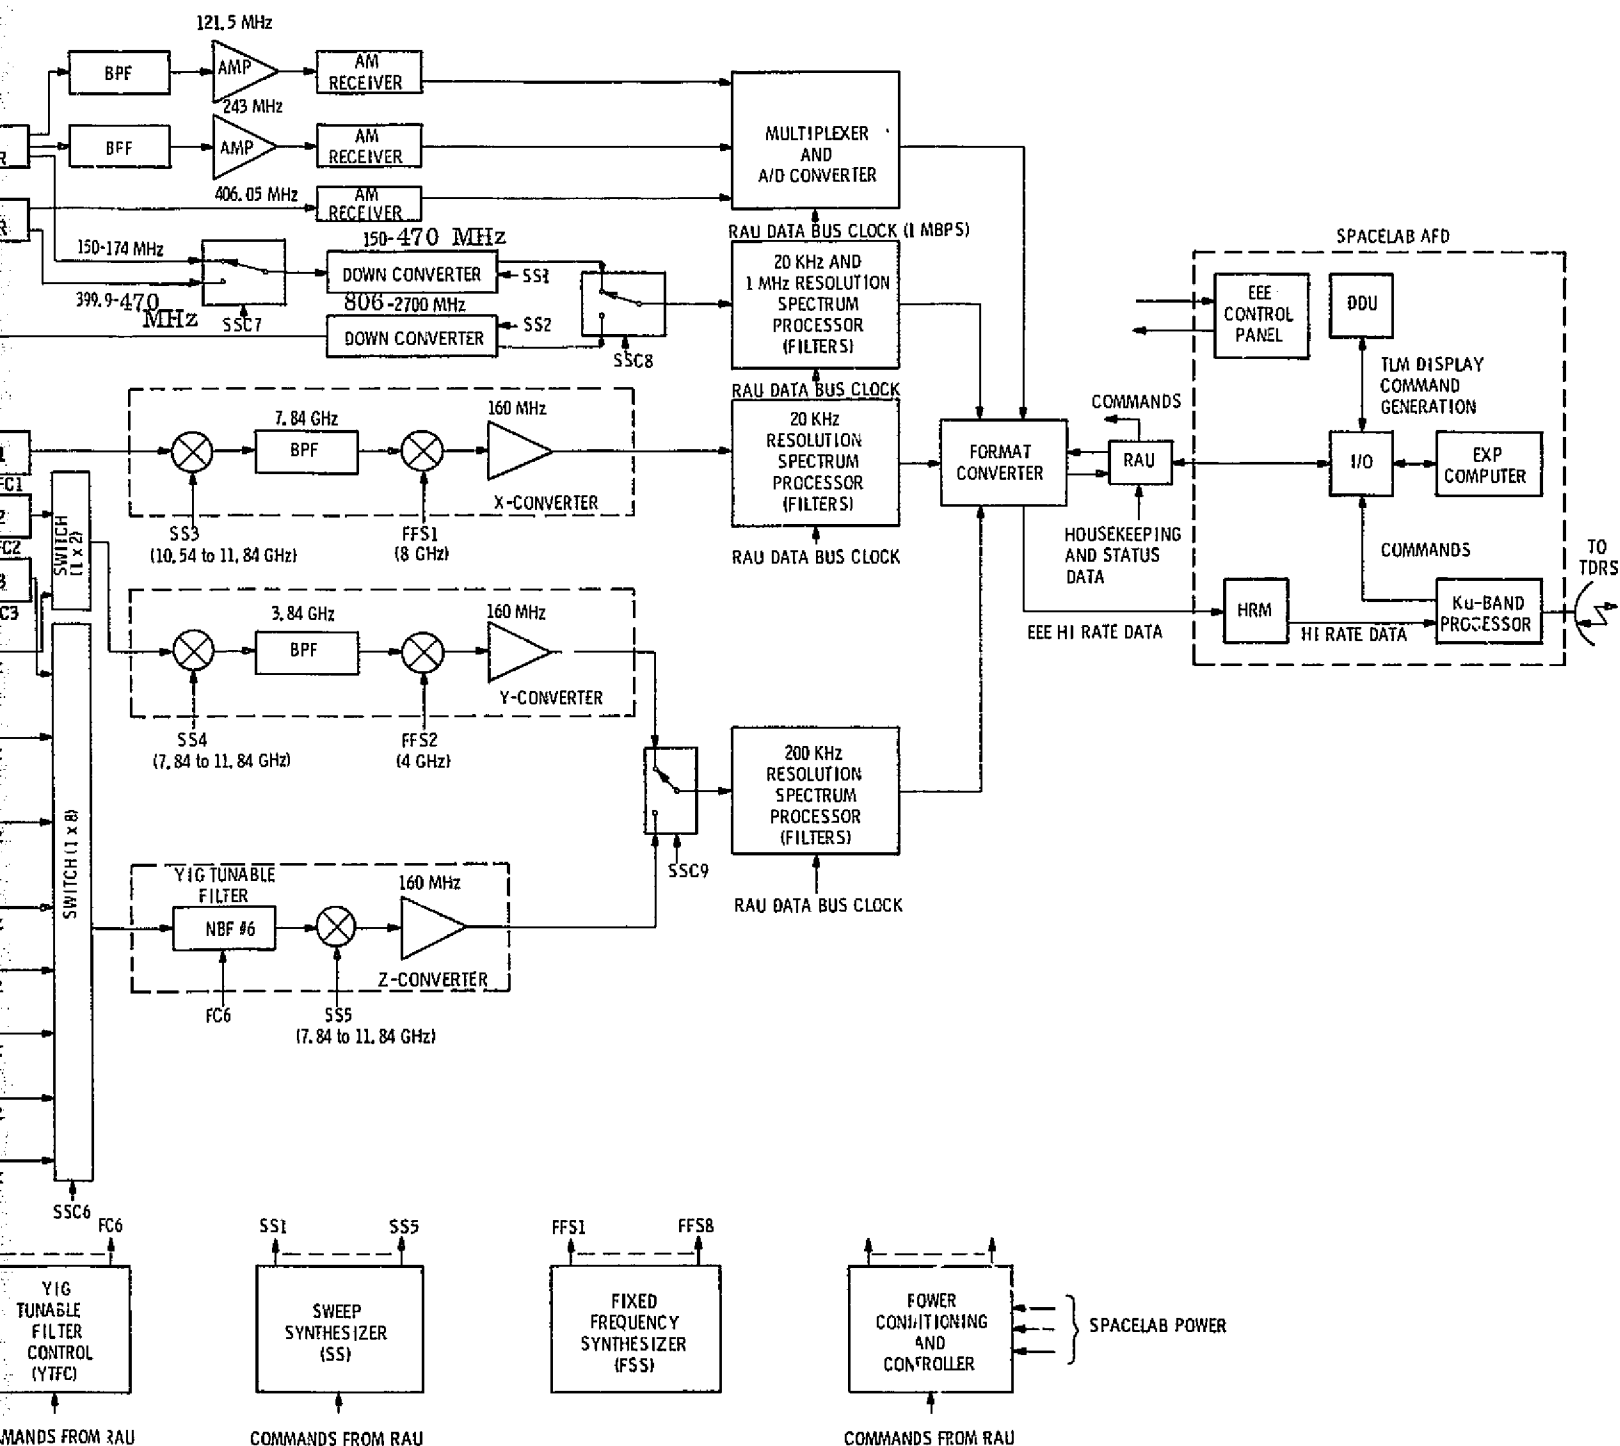 121.5 MHz
BPF
AMP
AM
RECEIVER
243 MHz
R
BFF
AMP
AM
RECEIVER
MULTIPLEXER
AND
A/D CONVERTER
406.05 MHz
R
AM
RECEIVER
RAU DATA BUS CLOCK (1 MBPS)
150-174 MHz
399.9-470
MHz
SSC7
150-470 MHz
DOWN CONVERTER
SS1
806-2700 MHz
DOWN CONVERTER
SS2
SSC8
20 KHz AND
1 MHz RESOLUTION
SPECTRUM
PROCESSOR
(FILTERS)
RAU DATA BUS CLOCK
SPACELAB AFD
EEE
CONTROL
PANEL
DDU
TLM DISPLAY
COMMAND
GENERATION
7.84 GHz
BPF
160 MHz
X-CONVERTER
SS3
(10.54 to 11.84 GHz)
FFS1
(8 GHz)
20 KHz
RESOLUTION
SPECTRUM
PROCESSOR
(FILTERS)
RAU DATA BUS CLOCK
FORMAT
CONVERTER
COMMANDS
RAU
HOUSEKEEPING
AND STATUS
DATA
I/O
EXP
COMPUTER
COMMANDS
TO
TDRS
HRM
Ku-BAND
PROCESSOR
EEE HI RATE DATA
HI RATE DATA
1
FC1
2
FC2
3
FC3
SWITCH
(1 x 2)
3.84 GHz
BPF
160 MHz
Y-CONVERTER
SS4
(7.84 to 11.84 GHz)
FFS2
(4 GHz)
SSC9
200 KHz
RESOLUTION
SPECTRUM
PROCESSOR
(FILTERS)
RAU DATA BUS CLOCK
SWITCH (1 x 8)
YIG TUNABLE
FILTER
NBF #6
160 MHz
Z-CONVERTER
FC6
SS5
(7.84 to 11.84 GHz)
SSC6
FC6
YIG
TUNABLE
FILTER
CONTROL
(YTFC)
MANDS FROM RAU
SS1
SS5
SWEEP
SYNTHESIZER
(SS)
COMMANDS FROM RAU
FFS1
FFS8
FIXED
FREQUENCY
SYNTHESIZER
(FSS)
POWER
CONDITIONING
AND
CONTROLLER
SPACELAB POWER
COMMANDS FROM RAU